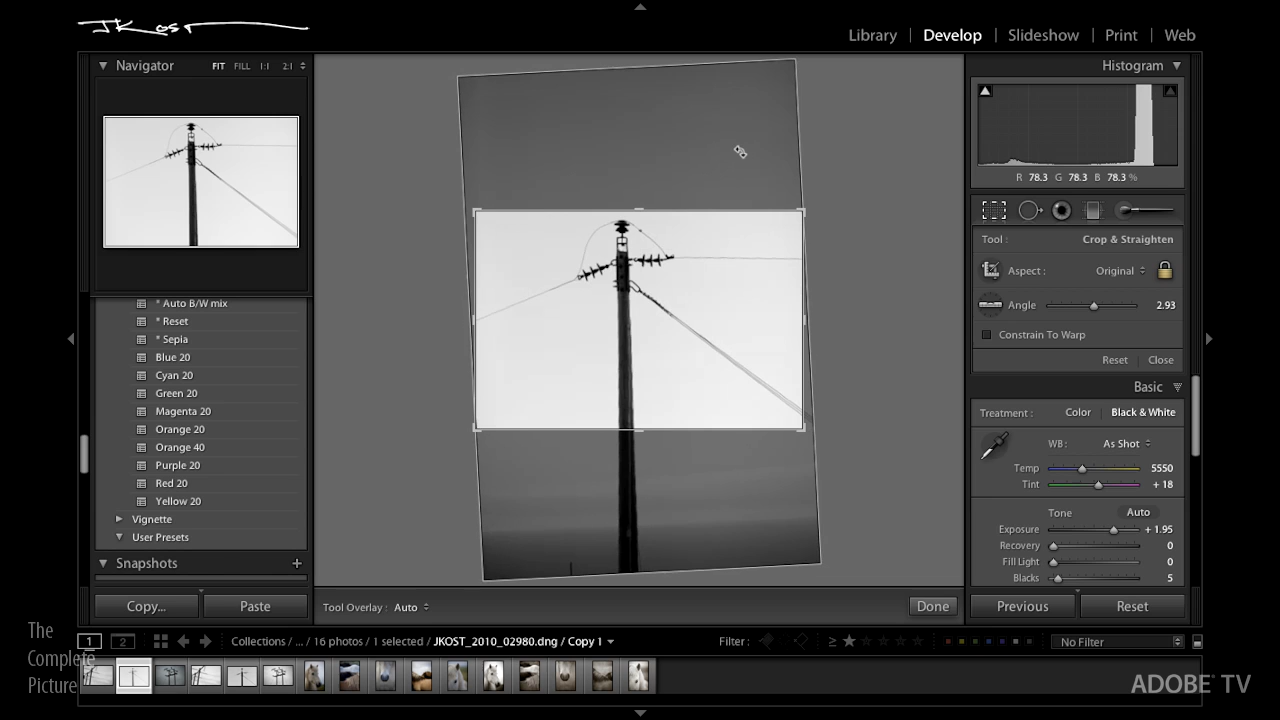 JKost
Library | Develop | Slideshow | Print | Web
Navigator FIT FILL 1:1 2:1
Histogram
R 78.3 G 78.3 B 78.3 %
Tool : Crop & Straighten
Aspect : Original
Angle 2.93
Constrain To Warp
Reset Close
Basic
Treatment : Color Black & White
WB: As Shot
Temp 5550
Tint + 18
Tone Auto
Exposure + 1.95
Recovery 0
Fill Light 0
Blacks 5
* Auto B/W mix
* Reset
* Sepia
Blue 20
Cyan 20
Green 20
Magenta 20
Orange 20
Orange 40
Purple 20
Red 20
Yellow 20
Vignette
User Presets
Snapshots +
Copy... Paste
Tool Overlay : Auto Done
Previous Reset
1 2 Collections / ... / 16 photos / 1 selected / JKOST_2010_02980.dng / Copy 1 Filter : ≥ No Filter
The
Complete
Picture
ADOBE TV